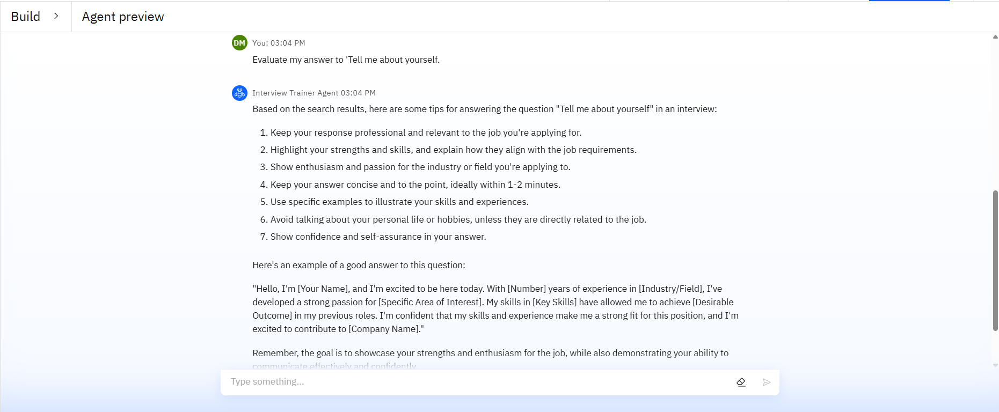 Build
Agent preview
DM
You: 03:04 PM
Evaluate my answer to 'Tell me about yourself.
Interview Trainer Agent 03:04 PM
Based on the search results, here are some tips for answering the question "Tell me about yourself" in an interview:
1. Keep your response professional and relevant to the job you're applying for.
2. Highlight your strengths and skills, and explain how they align with the job requirements.
3. Show enthusiasm and passion for the industry or field you're applying to.
4. Keep your answer concise and to the point, ideally within 1-2 minutes.
5. Use specific examples to illustrate your skills and experiences.
6. Avoid talking about your personal life or hobbies, unless they are directly related to the job.
7. Show confidence and self-assurance in your answer.
Here's an example of a good answer to this question:
"Hello, I'm [Your Name], and I'm excited to be here today. With [Number] years of experience in [Industry/Field], I've
developed a strong passion for [Specific Area of Interest]. My skills in [Key Skills] have allowed me to achieve [Desirable
Outcome] in my previous roles. I'm confident that my skills and experience make me a strong fit for this position, and I'm
excited to contribute to [Company Name]."
Remember, the goal is to showcase your strengths and enthusiasm for the job, while also demonstrating your ability to
communicate effectively and confidently
Type something...